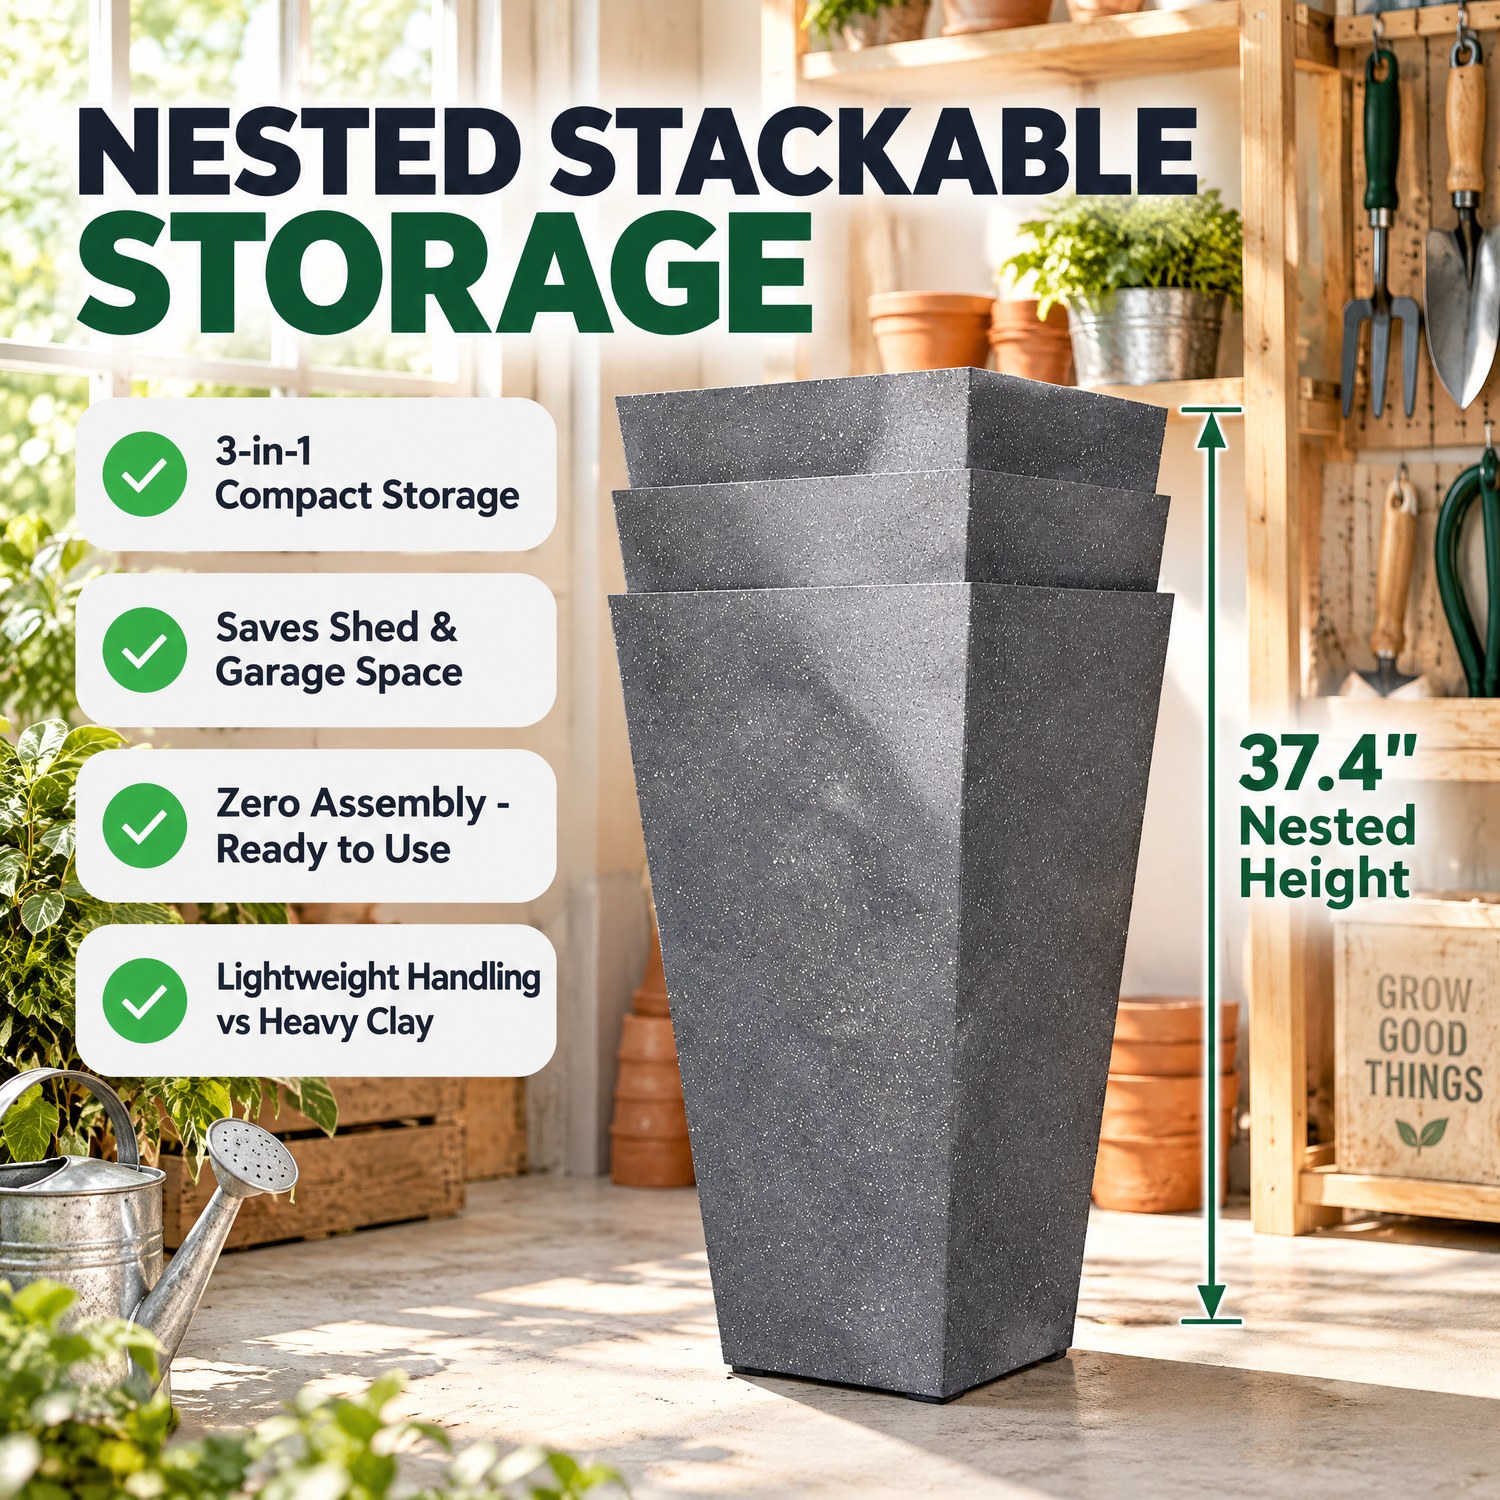 NESTED STACKABLE
STORAGE
3-in-1
Compact Storage
Saves Shed &
Garage Space
Zero Assembly -
Ready to Use
Lightweight Handling
vs Heavy Clay
37.4"
Nested
Height
GROW
GOOD
THINGS